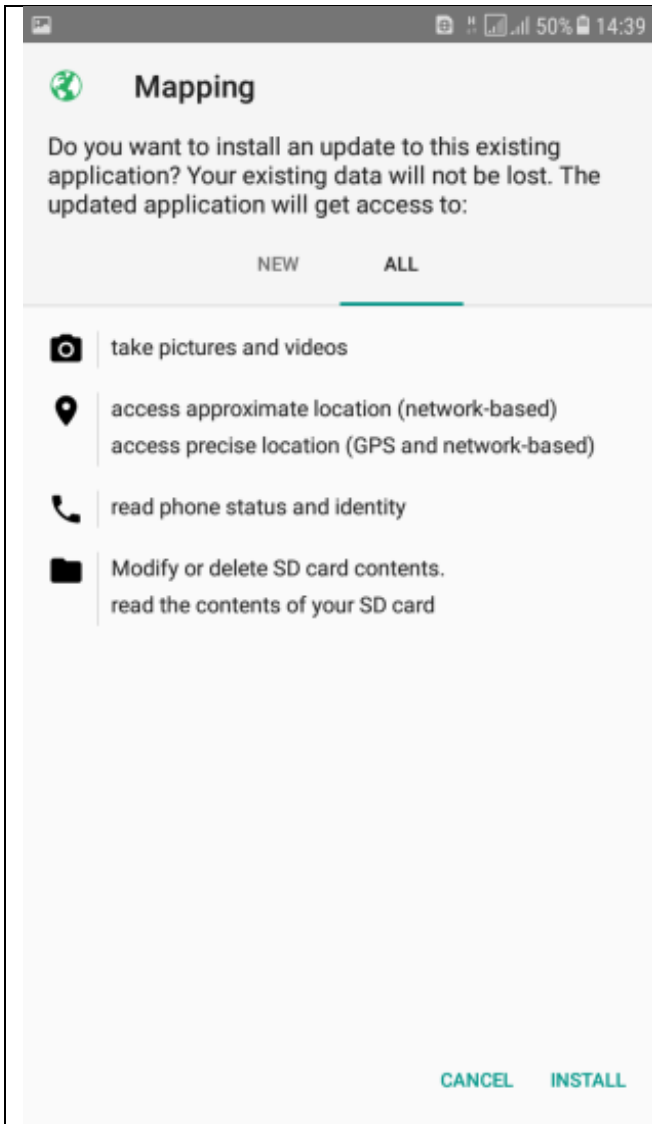 50% 14:39
Mapping
Do you want to install an update to this existing
application? Your existing data will not be lost. The
updated application will get access to:
NEW ALL
take pictures and videos
access approximate location (network-based)
access precise location (GPS and network-based)
read phone status and identity
Modify or delete SD card contents.
read the contents of your SD card
CANCEL INSTALL